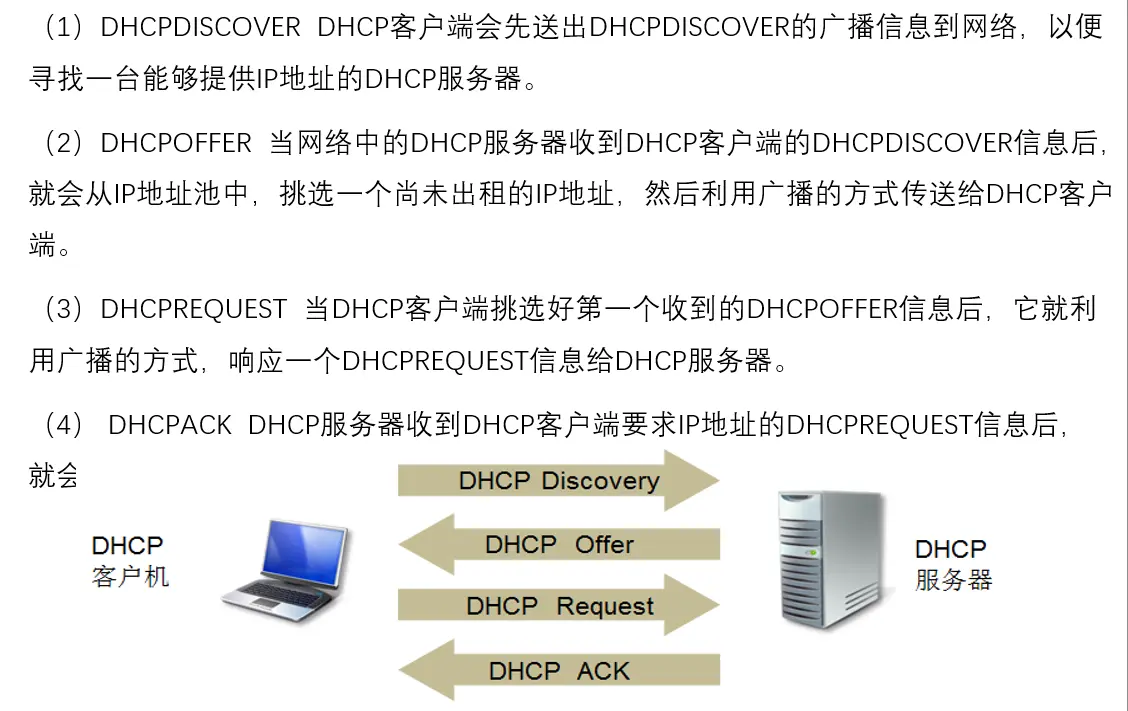 （1）DHCPDISCOVER DHCP客户端会先送出DHCPDISCOVER的广播信息到网络，以便
寻找一台能够提供IP地址的DHCP服务器。
（2）DHCPOFFER 当网络中的DHCP服务器收到DHCP客户端的DHCPDISCOVER信息后，
就会从IP地址池中，挑选一个尚未出租的IP地址，然后利用广播的方式传送给DHCP客户
端。
（3）DHCPREQUEST 当DHCP客户端挑选好第一个收到的DHCPOFFER信息后，它就利
用广播的方式，响应一个DHCPREQUEST信息给DHCP服务器。
（4） DHCPACK DHCP服务器收到DHCP客户端要求IP地址的DHCPREQUEST信息后，
就会
DHCP Discovery
DHCP Offer
DHCP Request
DHCP ACK
DHCP
客户机
DHCP
服务器